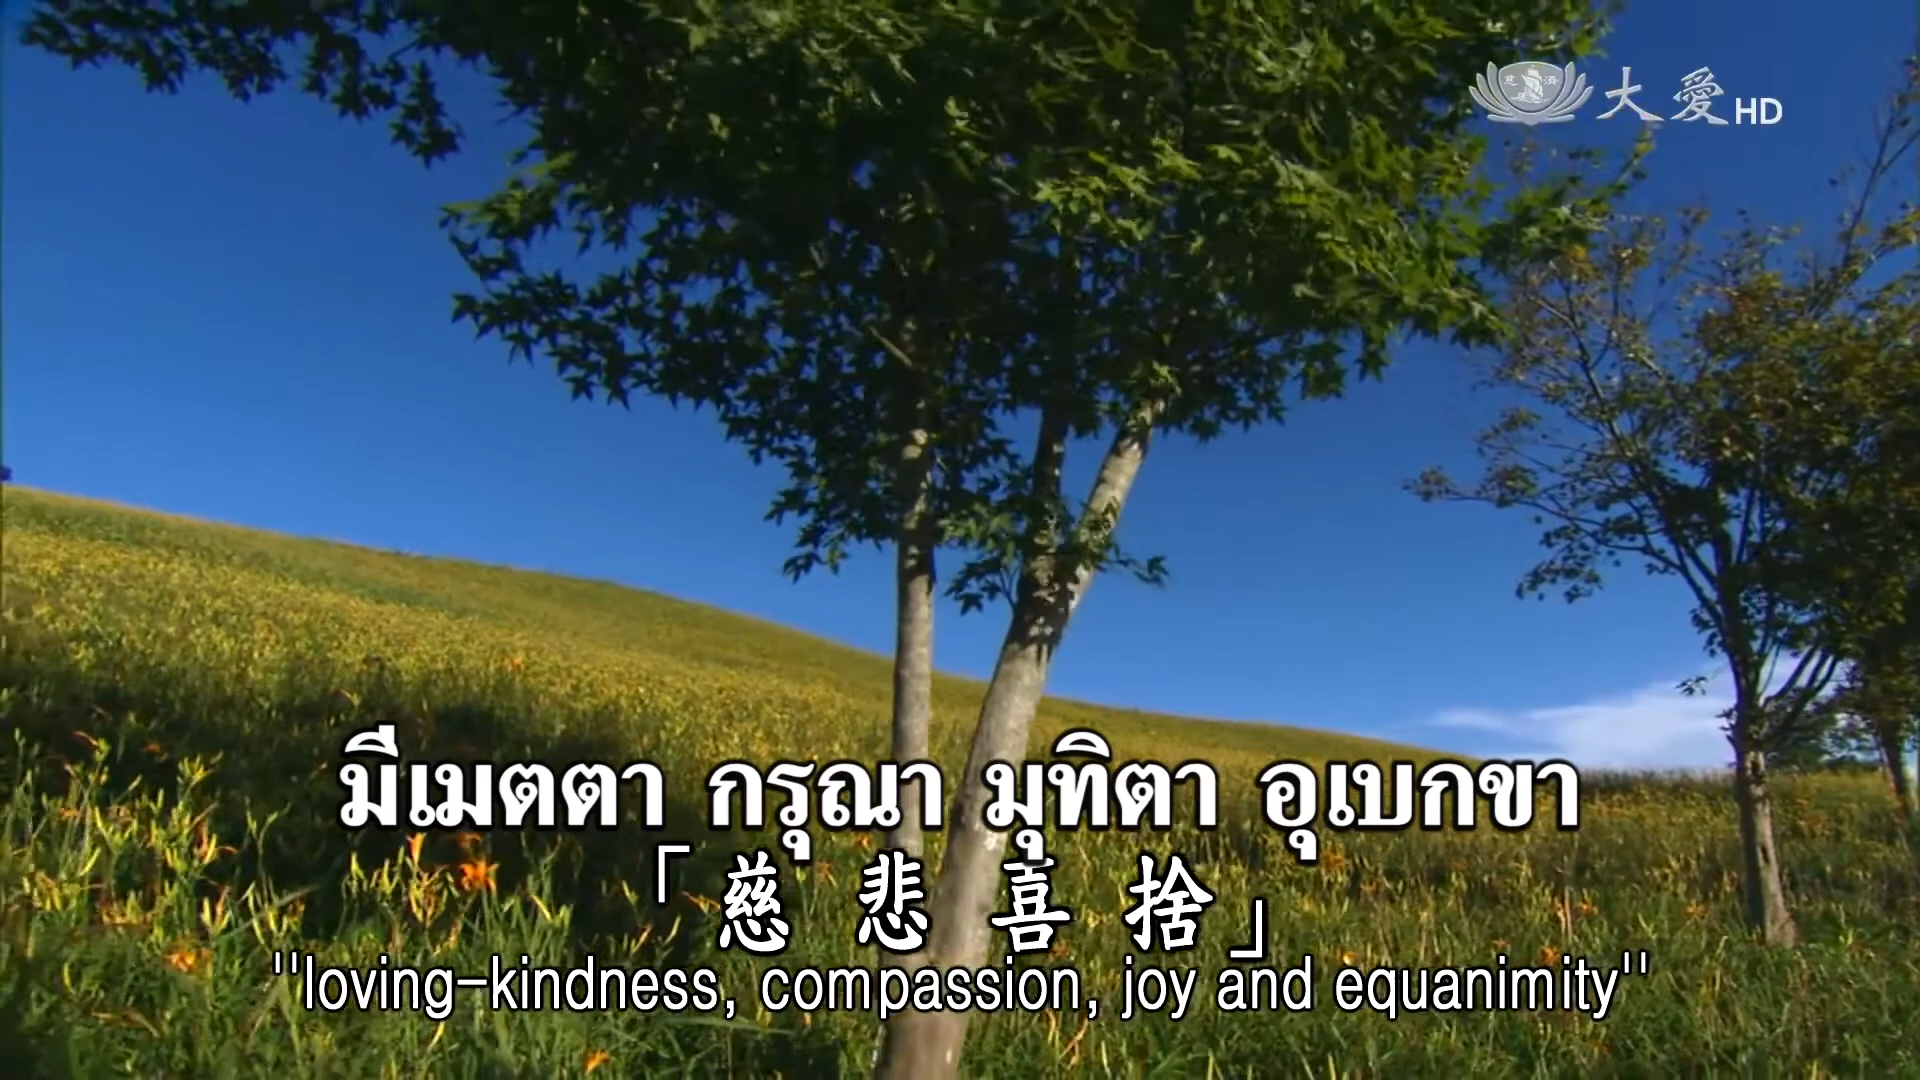 大愛HD
มีเมตตา กรุณา มุทิตา อุเบกขา
「慈悲喜捨」
''loving-kindness, compassion, joy and equanimity''